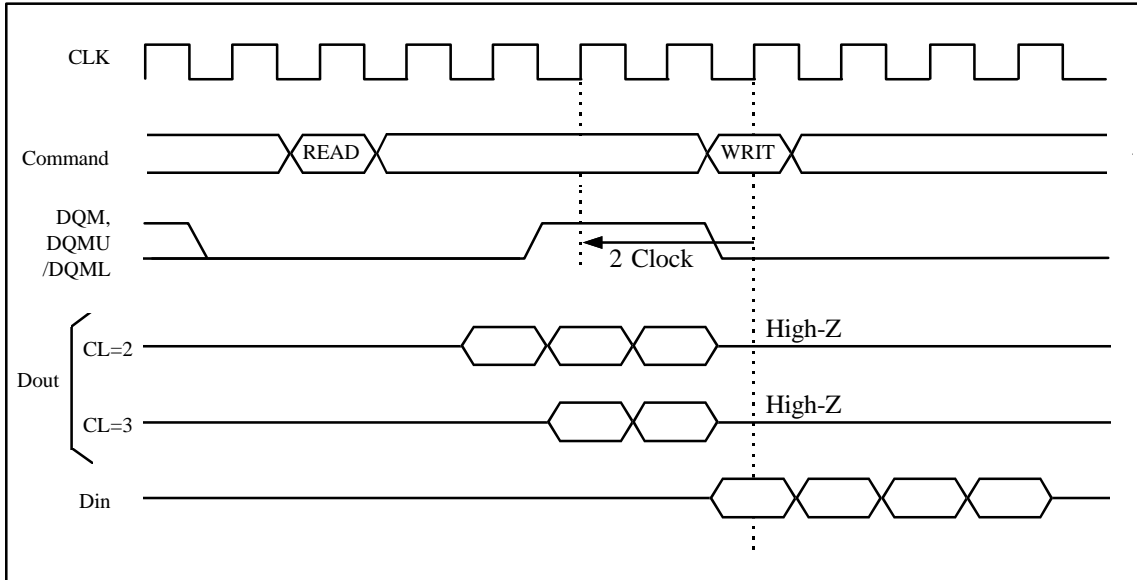 CLK
Command
READ
WRIT
DQM,
DQMU
/DQML
2 Clock
Dout
CL=2
High-Z
CL=3
High-Z
Din